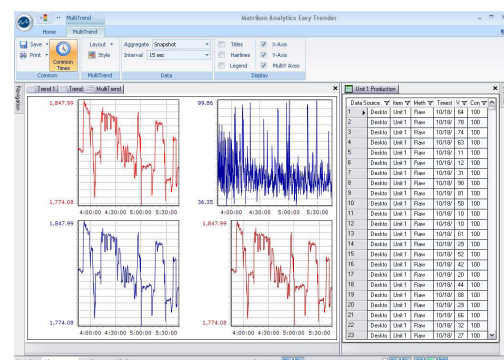 MultiTrend
Matrikon Analytics Easy Trender
Home MultiTrend
Save Layout Aggregate Snapshot Titles X-Axis
Print Common Times Style Interval 15 sec Hairlines Y-Axis
Legend Multi Axes
Common MultiTrend Data Display
Navigation
Trend 1 Trend MultiTrend
Unit 1 Production
1,847.99
1,774.08
4:00:00 4:30:00 5:00:00 5:30:00
99.86
36.25
4:00:00 4:30:00 5:00:00 5:30:00
1,847.99
1,774.08
4:00:00 4:30:00 5:00:00 5:30:00
1,847.99
1,774.08
4:00:00 4:30:00 5:00:00 5:30:00
Data Source Item Meth Timest V Con
1 Deskto Unit 1 Raw 10/18/ 64 100
2 Deskto Unit 1 Raw 10/18/ 70 100
3 Deskto Unit 1 Raw 10/18/ 74 100
4 Deskto Unit 1 Raw 10/18/ 63 100
5 Deskto Unit 1 Raw 10/18/ 11 100
6 Deskto Unit 1 Raw 10/18/ 12 100
7 Deskto Unit 1 Raw 10/18/ 31 100
8 Deskto Unit 1 Raw 10/18/ 90 100
9 Deskto Unit 1 Raw 10/18/ 81 100
10 Deskto Unit 1 Raw 10/18/ 50 100
11 Deskto Unit 1 Raw 10/18/ 10 100
12 Deskto Unit 1 Raw 10/18/ 10 100
13 Deskto Unit 1 Raw 10/18/ 61 100
14 Deskto Unit 1 Raw 10/18/ 29 100
15 Deskto Unit 1 Raw 10/18/ 52 100
16 Deskto Unit 1 Raw 10/18/ 42 100
17 Deskto Unit 1 Raw 10/18/ 20 100
18 Deskto Unit 1 Raw 10/18/ 44 100
19 Deskto Unit 1 Raw 10/18/ 88 100
20 Deskto Unit 1 Raw 10/18/ 29 100
21 Deskto Unit 1 Raw 10/18/ 66 100
22 Deskto Unit 1 Raw 10/18/ 32 100
23 Deskto Unit 1 Raw 10/18/ 27 100